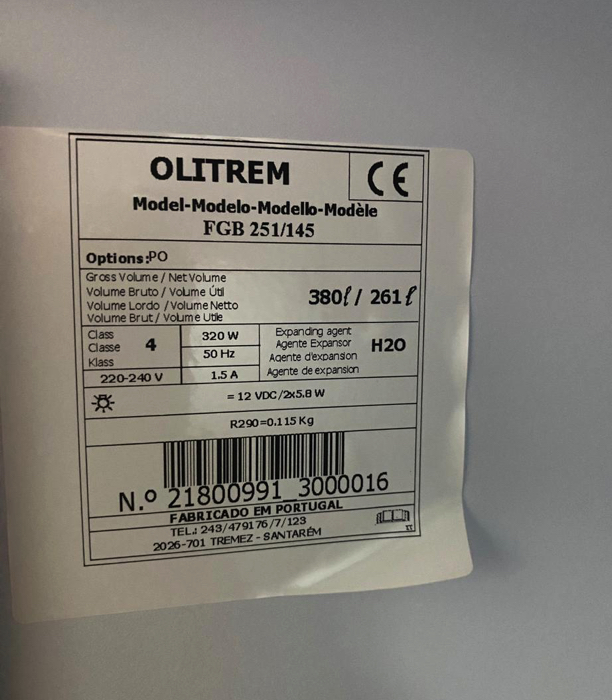 OLITREM
CE
Model-Modelo-Modello-Modèle
FGB 251/145
Options:PO
Gross Volume / Net Volume
Volume Bruto / Volume Útil
Volume Lordo / Volume Netto
Volume Brut / Volume Utile
380ℓ / 261ℓ
Class
Classe
Klass
4
320 W
50 Hz
220-240 V
1.5 A
Expanding agent
Agente Expansor
Agente d'expansion
Agente de expansion
H2O
= 12 VDC/2x5.8 W
R290=0.115 Kg
N.º 21800991_3000016
FABRICADO EM PORTUGAL
TEL.: 243/479176/7/123
2026-701 TREMEZ - SANTARÉM